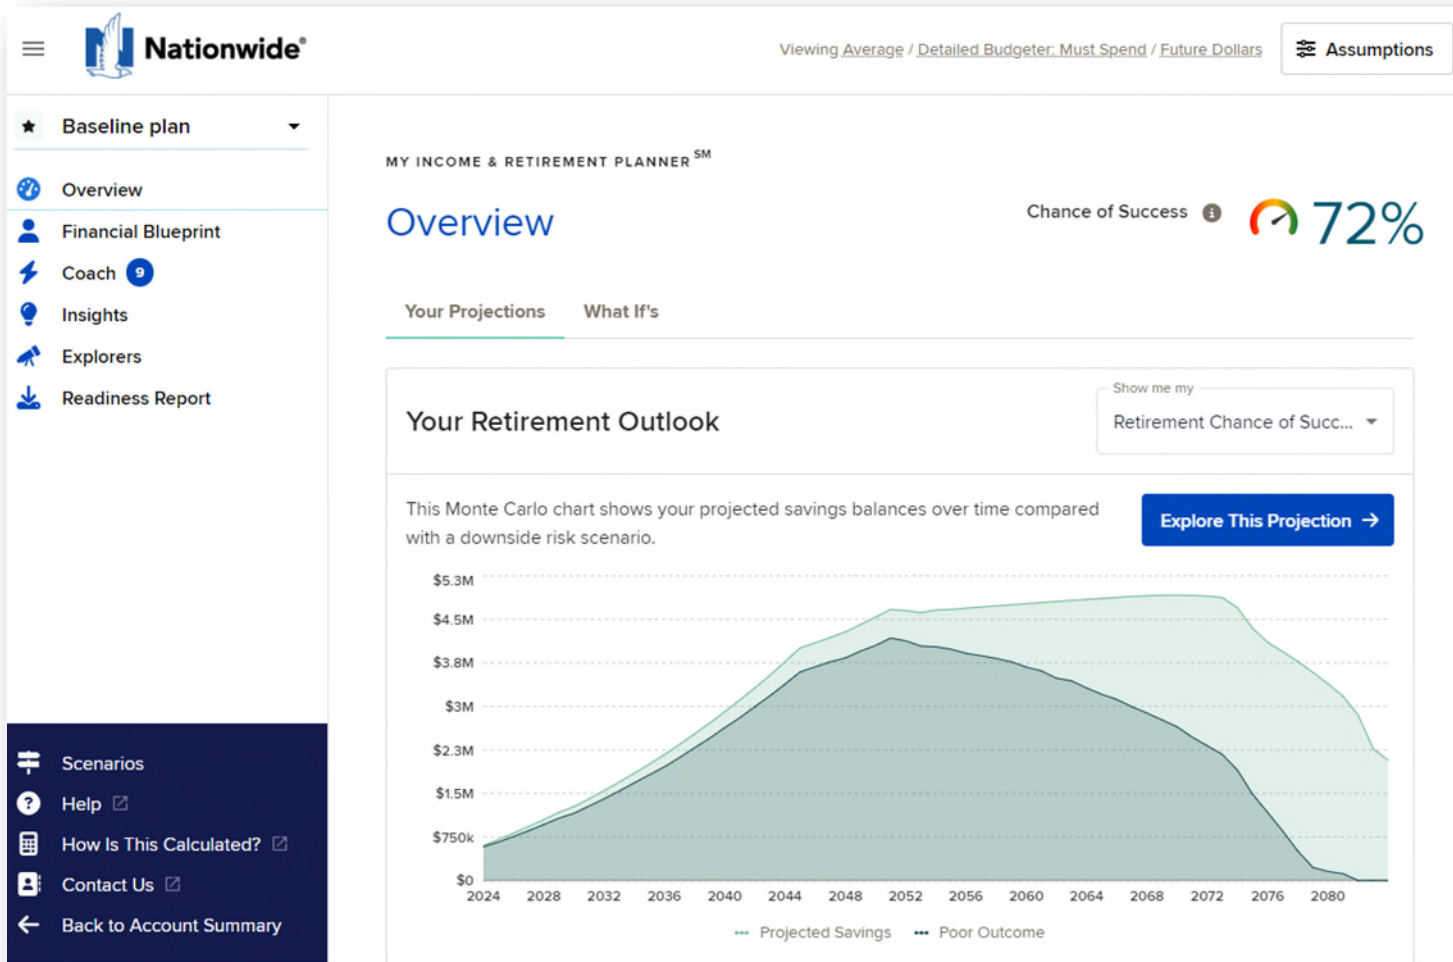 Nationwide®
Viewing Average / Detailed Budgeter: Must Spend / Future Dollars
Assumptions
Baseline plan
Overview
Financial Blueprint
Coach 9
Insights
Explorers
Readiness Report
Scenarios
? Help
How Is This Calculated?
Contact Us
Back to Account Summary
MY INCOME & RETIREMENT PLANNER SM
Overview
Chance of Success i 72%
Your Projections What If's
Your Retirement Outlook
Show me my
Retirement Chance of Succ...
This Monte Carlo chart shows your projected savings balances over time compared
with a downside risk scenario.
Explore This Projection →
$5.3M
$4.5M
$3.8M
$3M
$2.3M
$1.5M
$750k
$0
2024 2028 2032 2036 2040 2044 2048 2052 2056 2060 2064 2068 2072 2076 2080
Projected Savings Poor Outcome